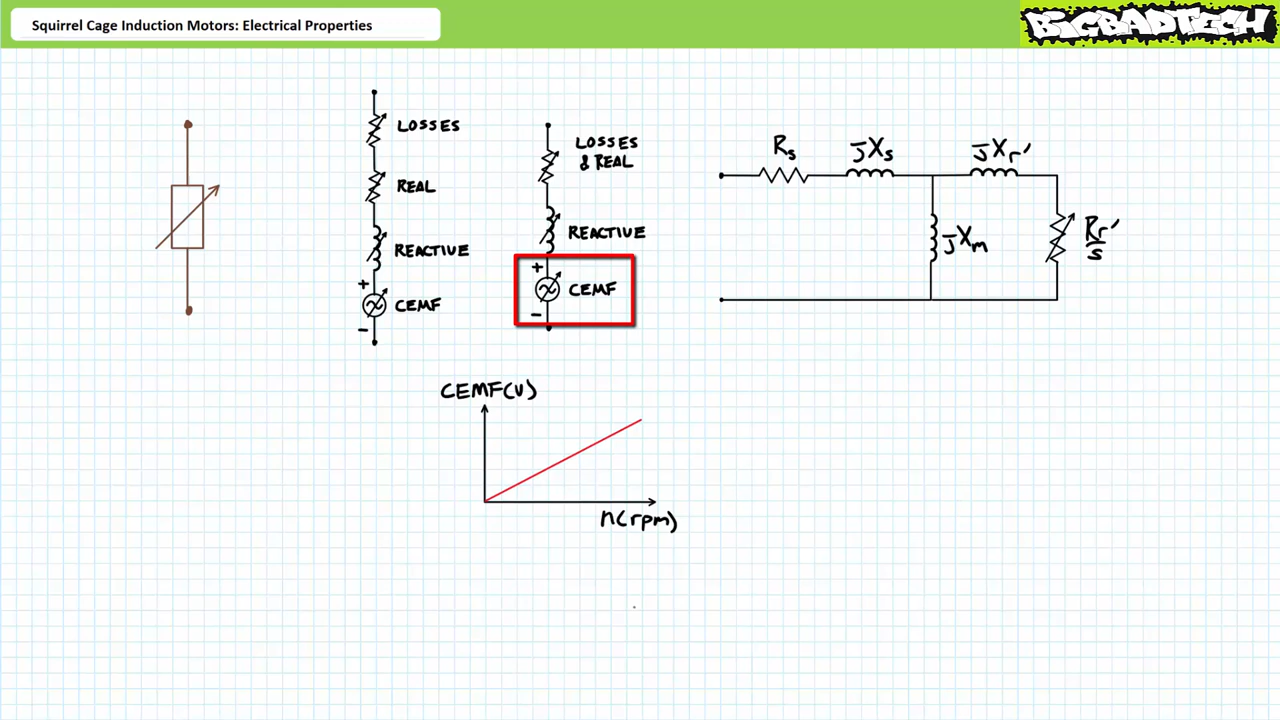 Squirrel Cage Induction Motors: Electrical Properties
BIGBADTECH
LOSSES
REAL
REACTIVE
+
CEMF
-
LOSSES
& REAL
REACTIVE
+
CEMF
-
Rs
jXs
jXr'
jXm
Rr'
s
CEMF(V)
n(rpm)